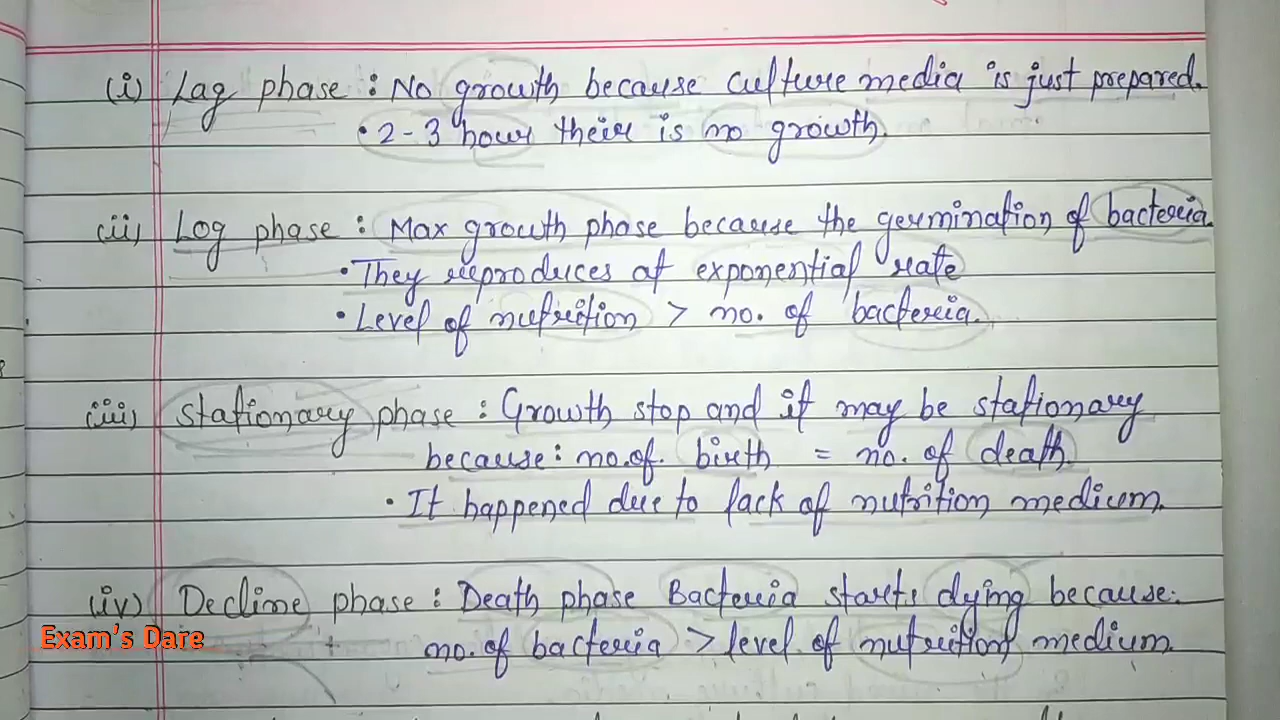 (i) Lag phase : No growth because culture media is just prepared.
• 2-3 hour their is no growth.
(ii) Log phase : Max growth phase because the germination of bacteria.
• They reproduces at exponential rate
• Level of nutrition > no. of bacteria.
(iii) Stationary phase : Growth stop and it may be stationary
because : no. of. birth = no. of death.
• It happened due to lack of nutrition medium.
(iv) Decline phase : Death phase Bacteria starts dying because.
Exam's Dare
no. of bacteria > level of nutrition medium.